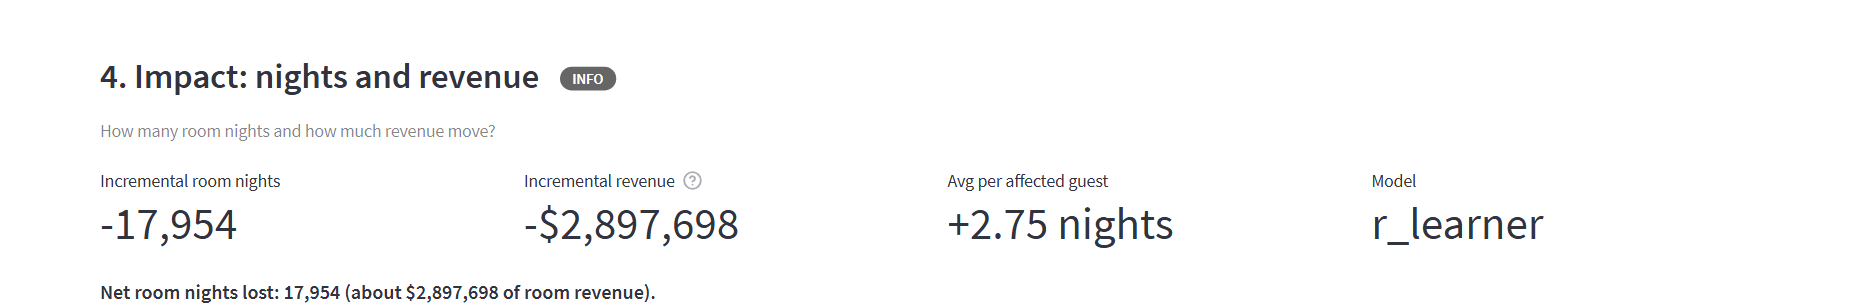 4. Impact: nights and revenue INFO
How many room nights and how much revenue move?
Incremental room nights Incremental revenue ? Avg per affected guest Model
-17,954 -$2,897,698 +2.75 nights r_learner
Net room nights lost: 17,954 (about $2,897,698 of room revenue).